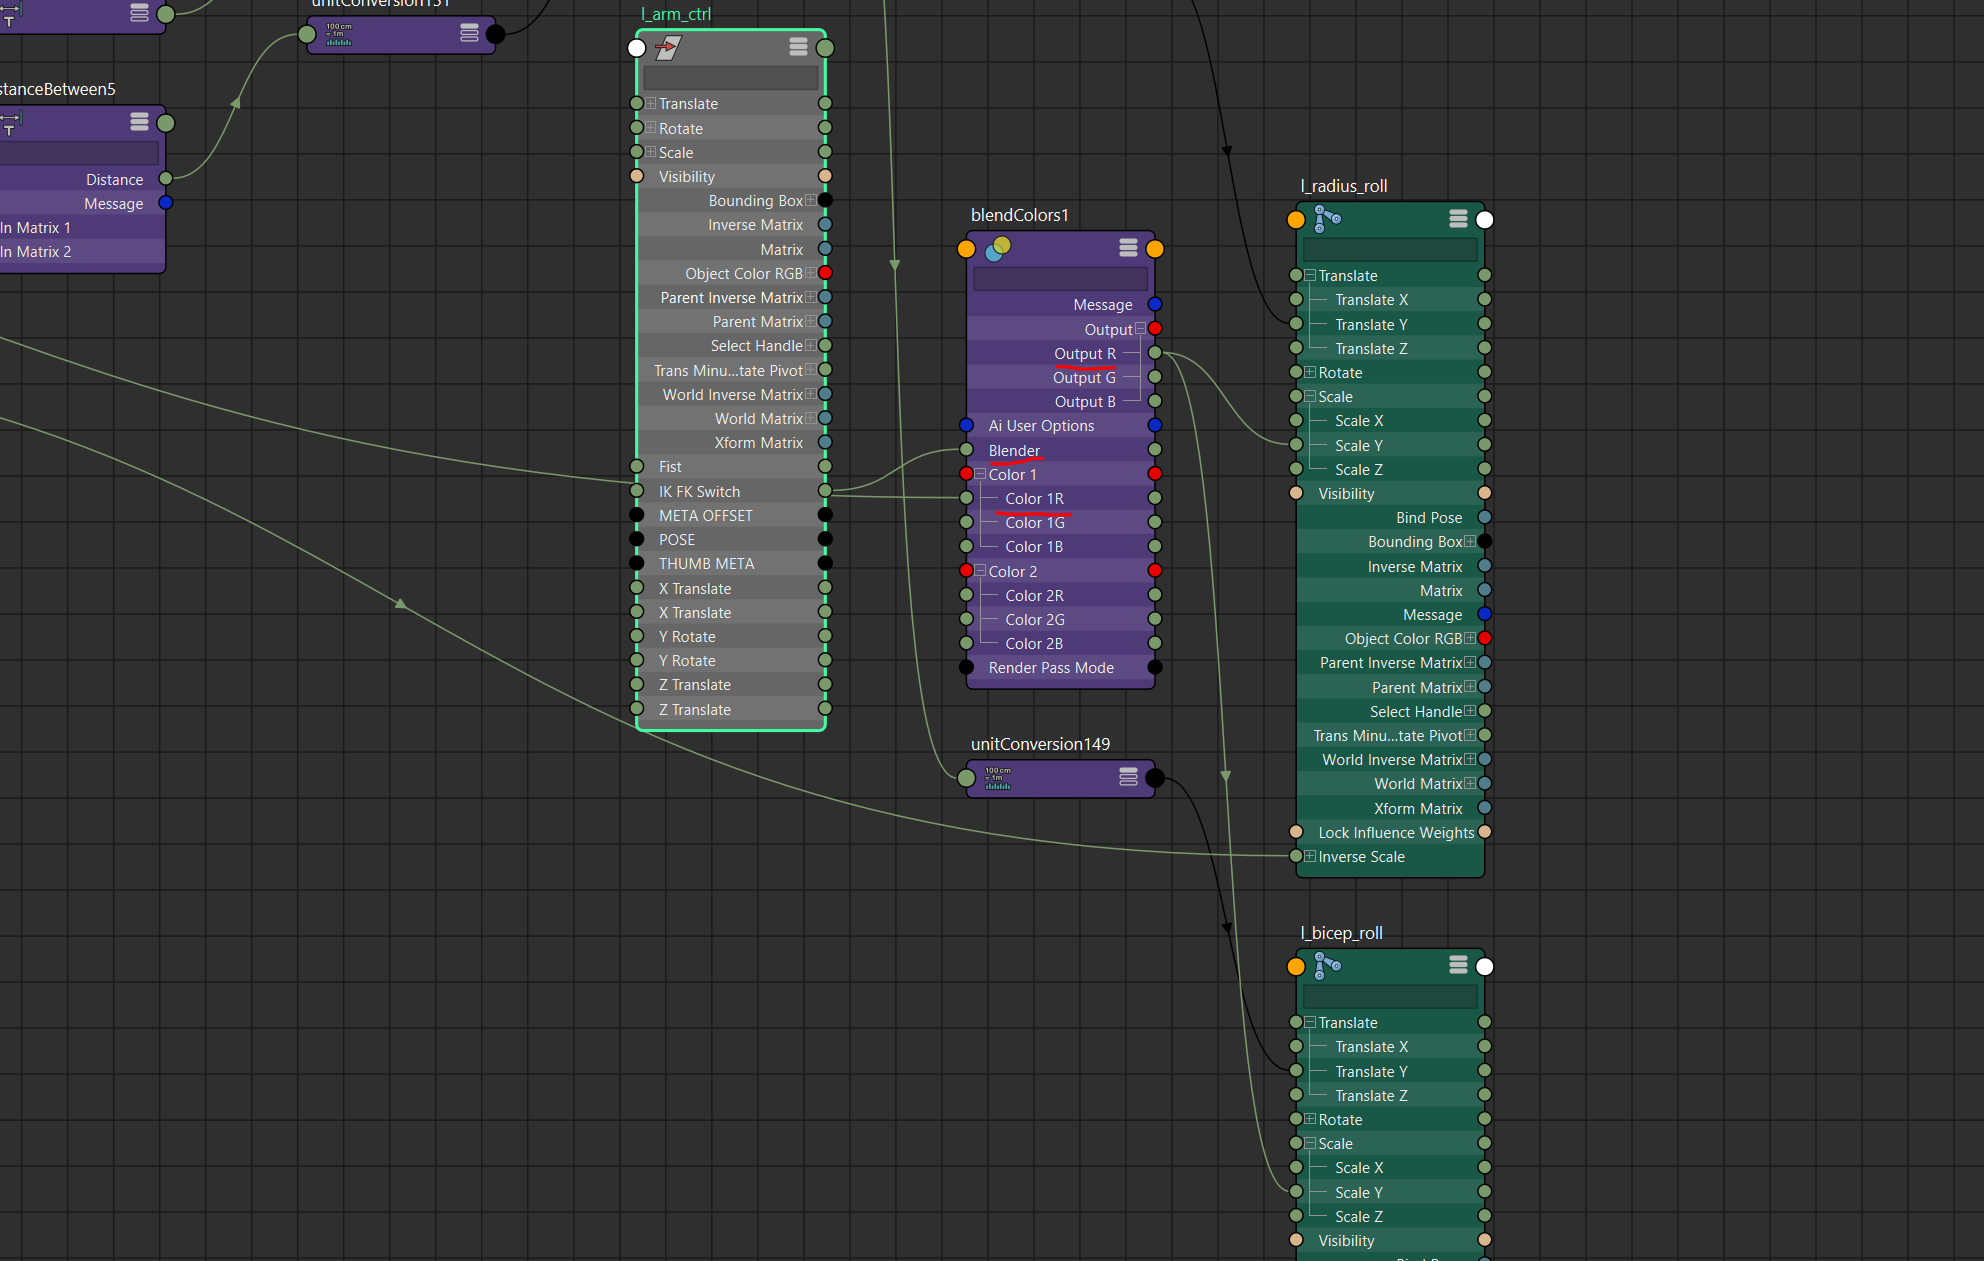 unitConversion151
100 cm
= 1m
stanceBetween5
T
T
Distance
Message
In Matrix 1
In Matrix 2
l_arm_ctrl
Translate
Rotate
Scale
Visibility
Bounding Box
Inverse Matrix
Matrix
Object Color RGB
Parent Inverse Matrix
Parent Matrix
Select Handle
Trans Minu...tate Pivot
World Inverse Matrix
World Matrix
Xform Matrix
Fist
IK FK Switch
META OFFSET
POSE
THUMB META
X Translate
X Translate
Y Rotate
Y Rotate
Z Translate
Z Translate
blendColors1
Message
Output
Output R
Output G
Output B
Ai User Options
Blender
Color 1
Color 1R
Color 1G
Color 1B
Color 2
Color 2R
Color 2G
Color 2B
Render Pass Mode
unitConversion149
100 cm
= 1m
l_radius_roll
Translate
Translate X
Translate Y
Translate Z
Rotate
Scale
Scale X
Scale Y
Scale Z
Visibility
Bind Pose
Bounding Box
Inverse Matrix
Matrix
Message
Object Color RGB
Parent Inverse Matrix
Parent Matrix
Select Handle
Trans Minu...tate Pivot
World Inverse Matrix
World Matrix
Xform Matrix
Lock Influence Weights
Inverse Scale
l_bicep_roll
Translate
Translate X
Translate Y
Translate Z
Rotate
Scale
Scale X
Scale Y
Scale Z
Visibility